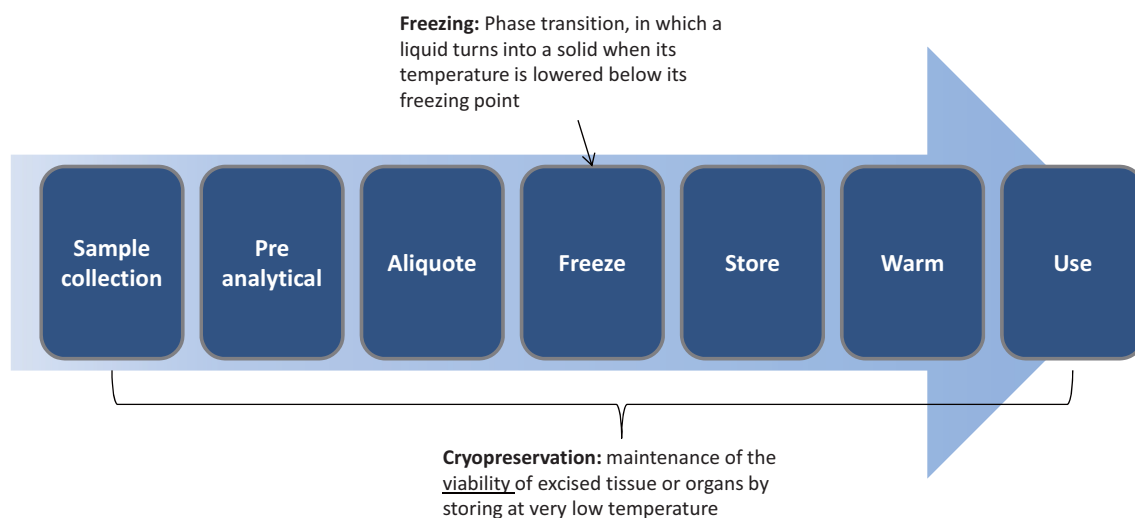 Freezing: Phase transition, in which a
liquid turns into a solid when its
temperature is lowered below its
freezing point
Sample
collection
Pre
analytical
Aliquote
Freeze
Store
Warm
Use
Cryopreservation: maintenance of the
viability of excised tissue or organs by
storing at very low temperature